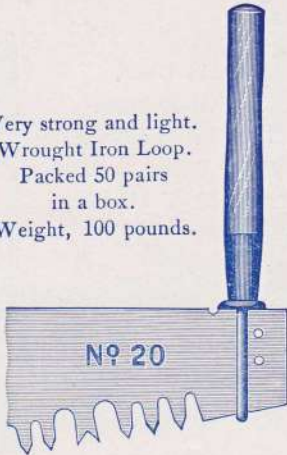 Very strong and light.
Wrought Iron Loop.
Packed 50 pairs
in a box.
Weight, 100 pounds.
Nº 20